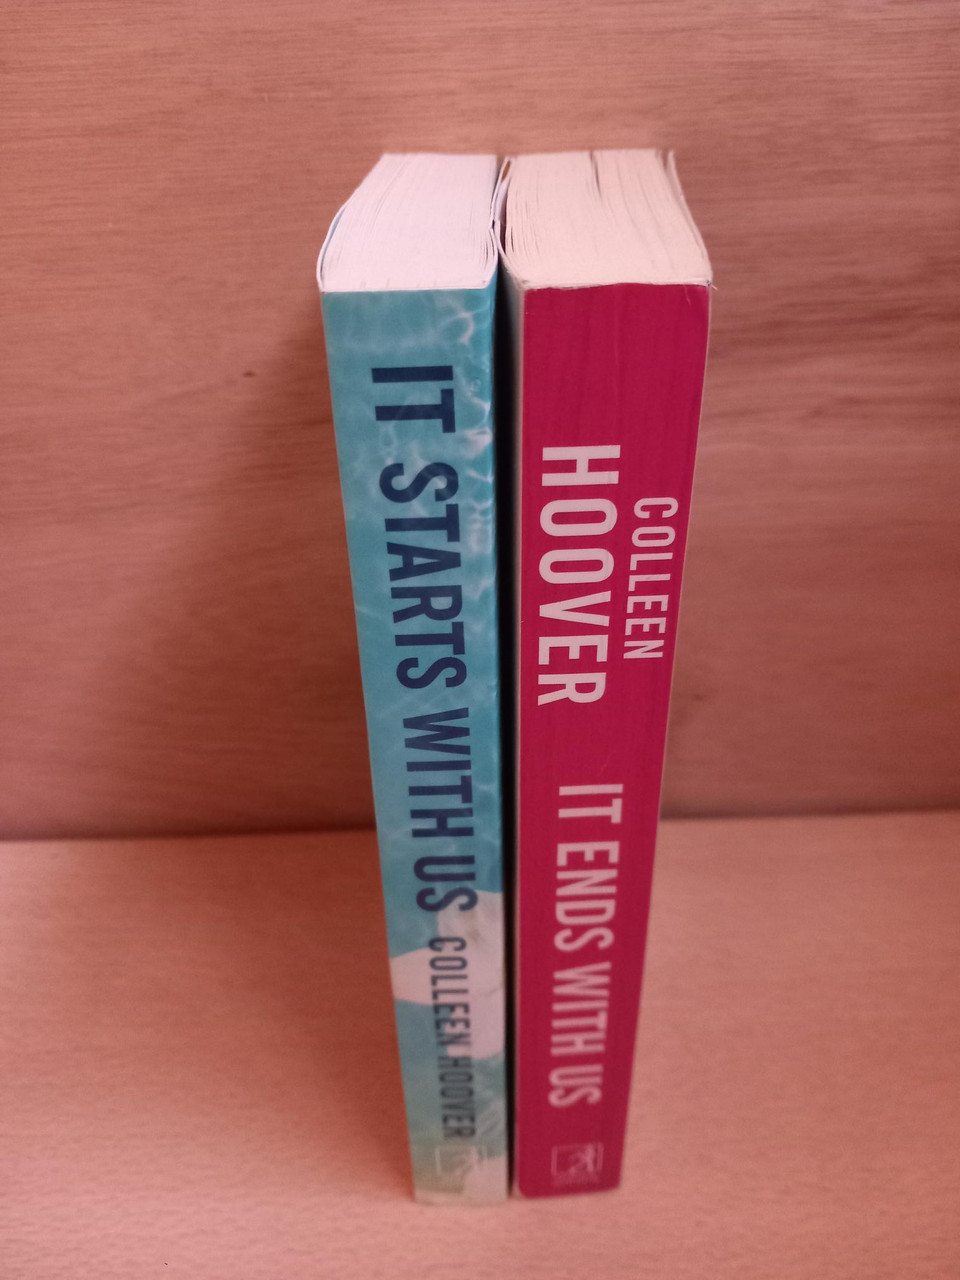 IT STARTS WITH US COLLEEN HOOVER
COLLEEN
HOOVER
IT ENDS WITH US